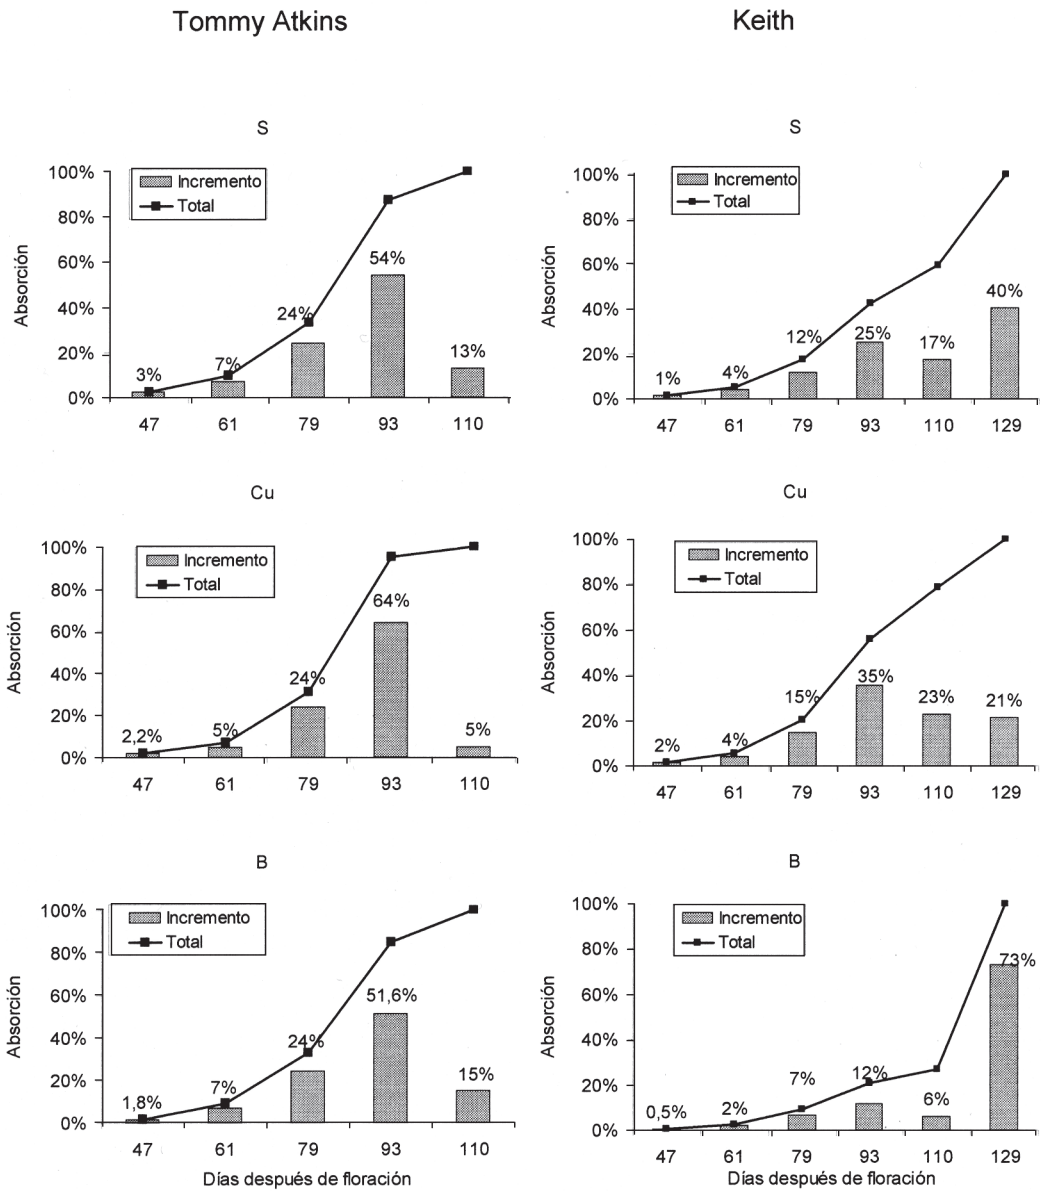 Tommy Atkins
Keith
S
100%
80%
60%
40%
20%
0%
Absorción
Incremento
Total
3%
7%
24%
54%
13%
47 61 79 93 110
S
100%
80%
60%
40%
20%
0%
Absorción
Incremento
Total
1%
4%
12%
25%
17%
40%
47 61 79 93 110 129
Cu
100%
80%
60%
40%
20%
0%
Absorción
Incremento
Total
2,2%
5%
24%
64%
5%
47 61 79 93 110
Cu
100%
80%
60%
40%
20%
0%
Absorción
Incremento
Total
2%
4%
15%
35%
23%
21%
47 61 79 93 110 129
B
100%
80%
60%
40%
20%
0%
Absorción
Incremento
Total
1,8%
7%
24%
51,6%
15%
47 61 79 93 110
Días después de floración
B
100%
80%
60%
40%
20%
0%
Absorción
Incremento
Total
0,5%
2%
7%
12%
6%
73%
47 61 79 93 110 129
Días después de floración